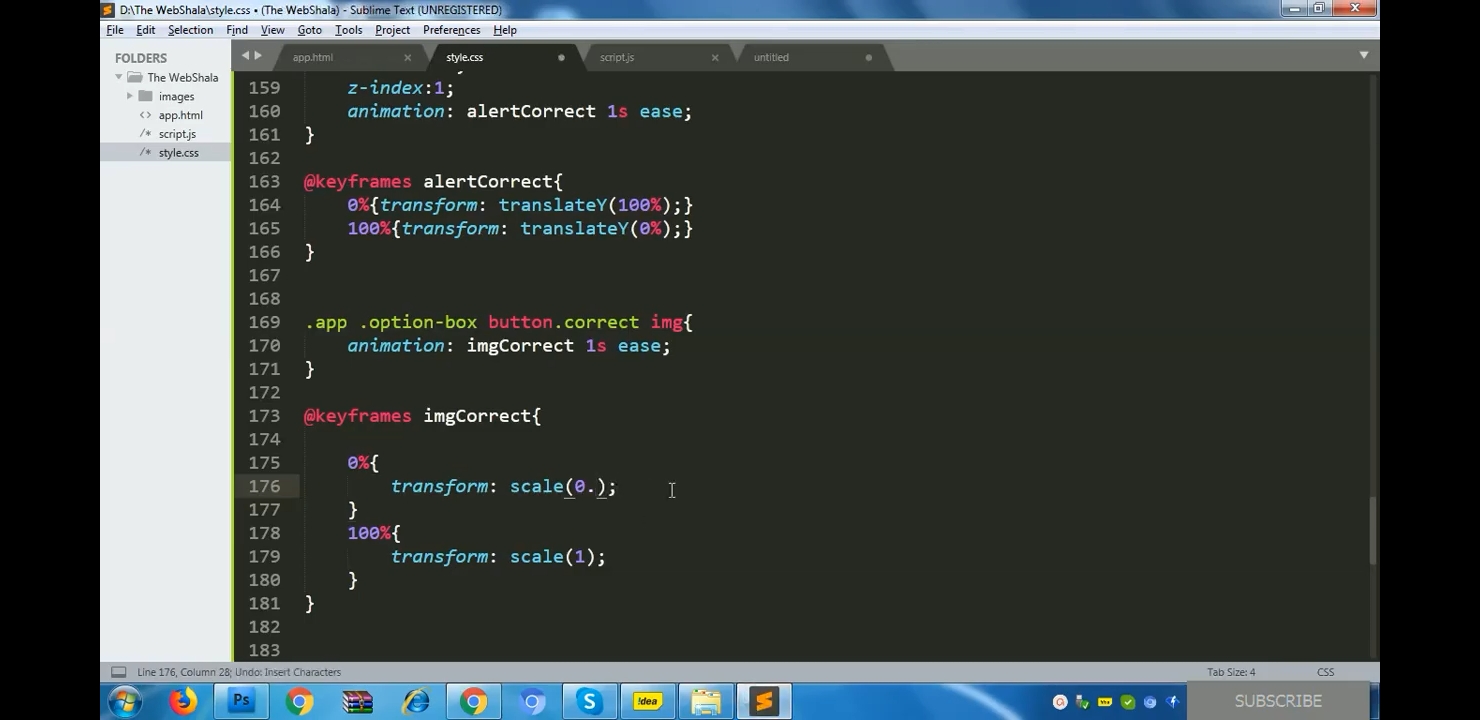 D:\The WebShala\style.css • (The WebShala) - Sublime Text (UNREGISTERED)
File Edit Selection Find View Goto Tools Project Preferences Help
FOLDERS
The WebShala
images
<> app.html
/* script.js
/* style.css
app.html × style.css script.js × untitled
159 z-index:1;
160 animation: alertCorrect 1s ease;
161 }
162
163 @keyframes alertCorrect{
164 0%{transform: translateY(100%);}
165 100%{transform: translateY(0%);}
166 }
167
168
169 .app .option-box button.correct img{
170 animation: imgCorrect 1s ease;
171 }
172
173 @keyframes imgCorrect{
174
175 0%{
176 transform: scale(0.);
177 }
178 100%{
179 transform: scale(1);
180 }
181 }
182
183
Line 176, Column 28; Undo: Insert Characters Tab Size: 4 CSS
Ps !dea SUBSCRIBE